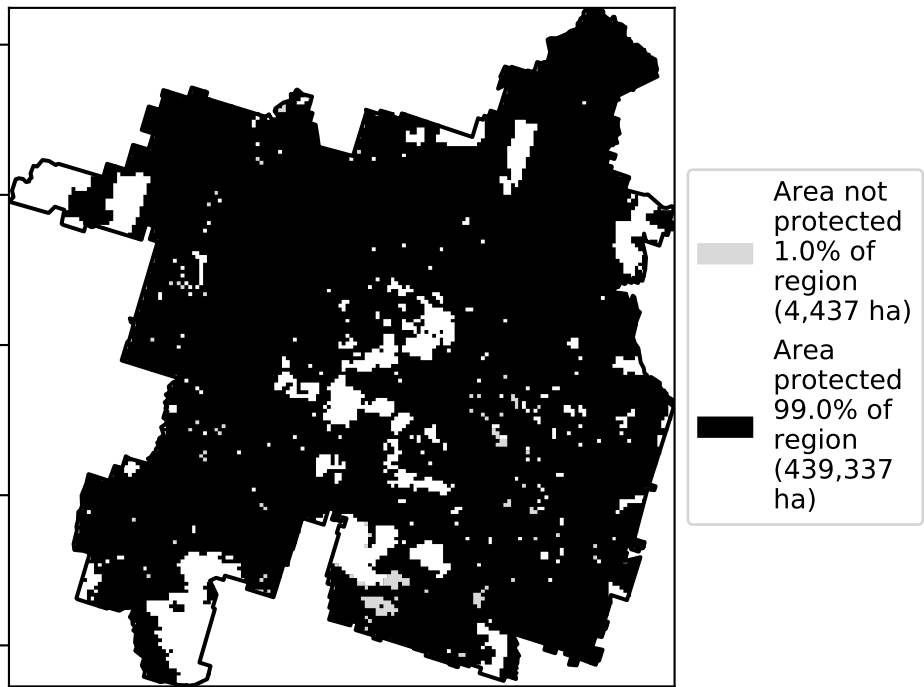 Area not
protected
1.0% of
region
(4,437 ha)
Area
protected
99.0% of
region
(439,337
ha)